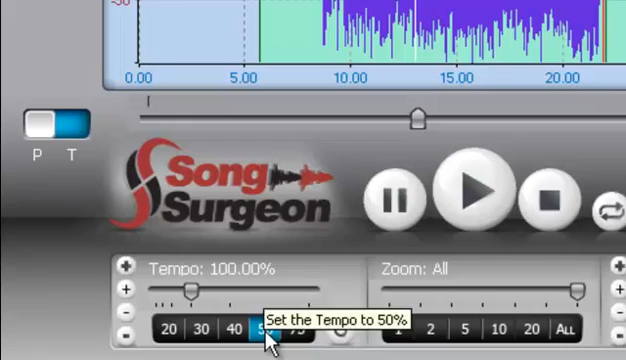 -30
0.00 5.00 10.00 15.00 20.00
P T
Song
Surgeon
Tempo: 100.00%
Zoom: All
Set the Tempo to 50%
20 30 40 1 2 5 10 20 ALL